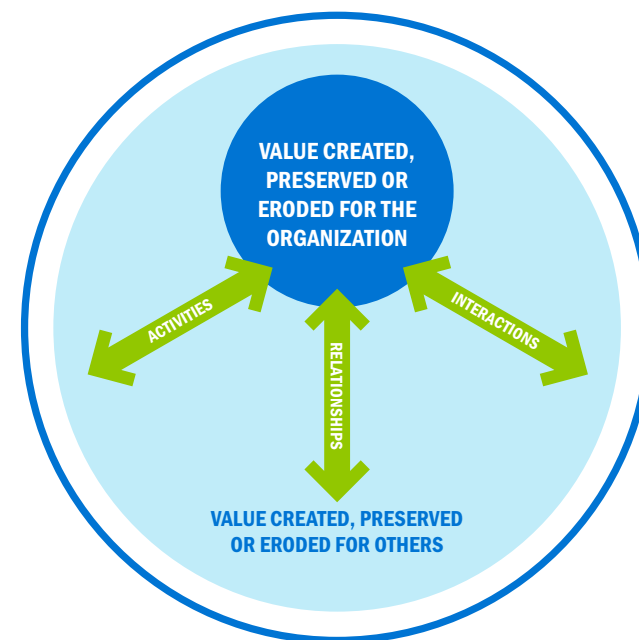 VALUE CREATED,
PRESERVED OR
ERODED FOR THE
ORGANIZATION
ACTIVITIES
RELATIONSHIPS
INTERACTIONS
VALUE CREATED, PRESERVED
OR ERODED FOR OTHERS